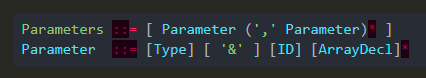 Parameters ::= [ Parameter (',' Parameter)* ]
Parameter ::= [Type] [ '&' ] [ID] [ArrayDecl]*